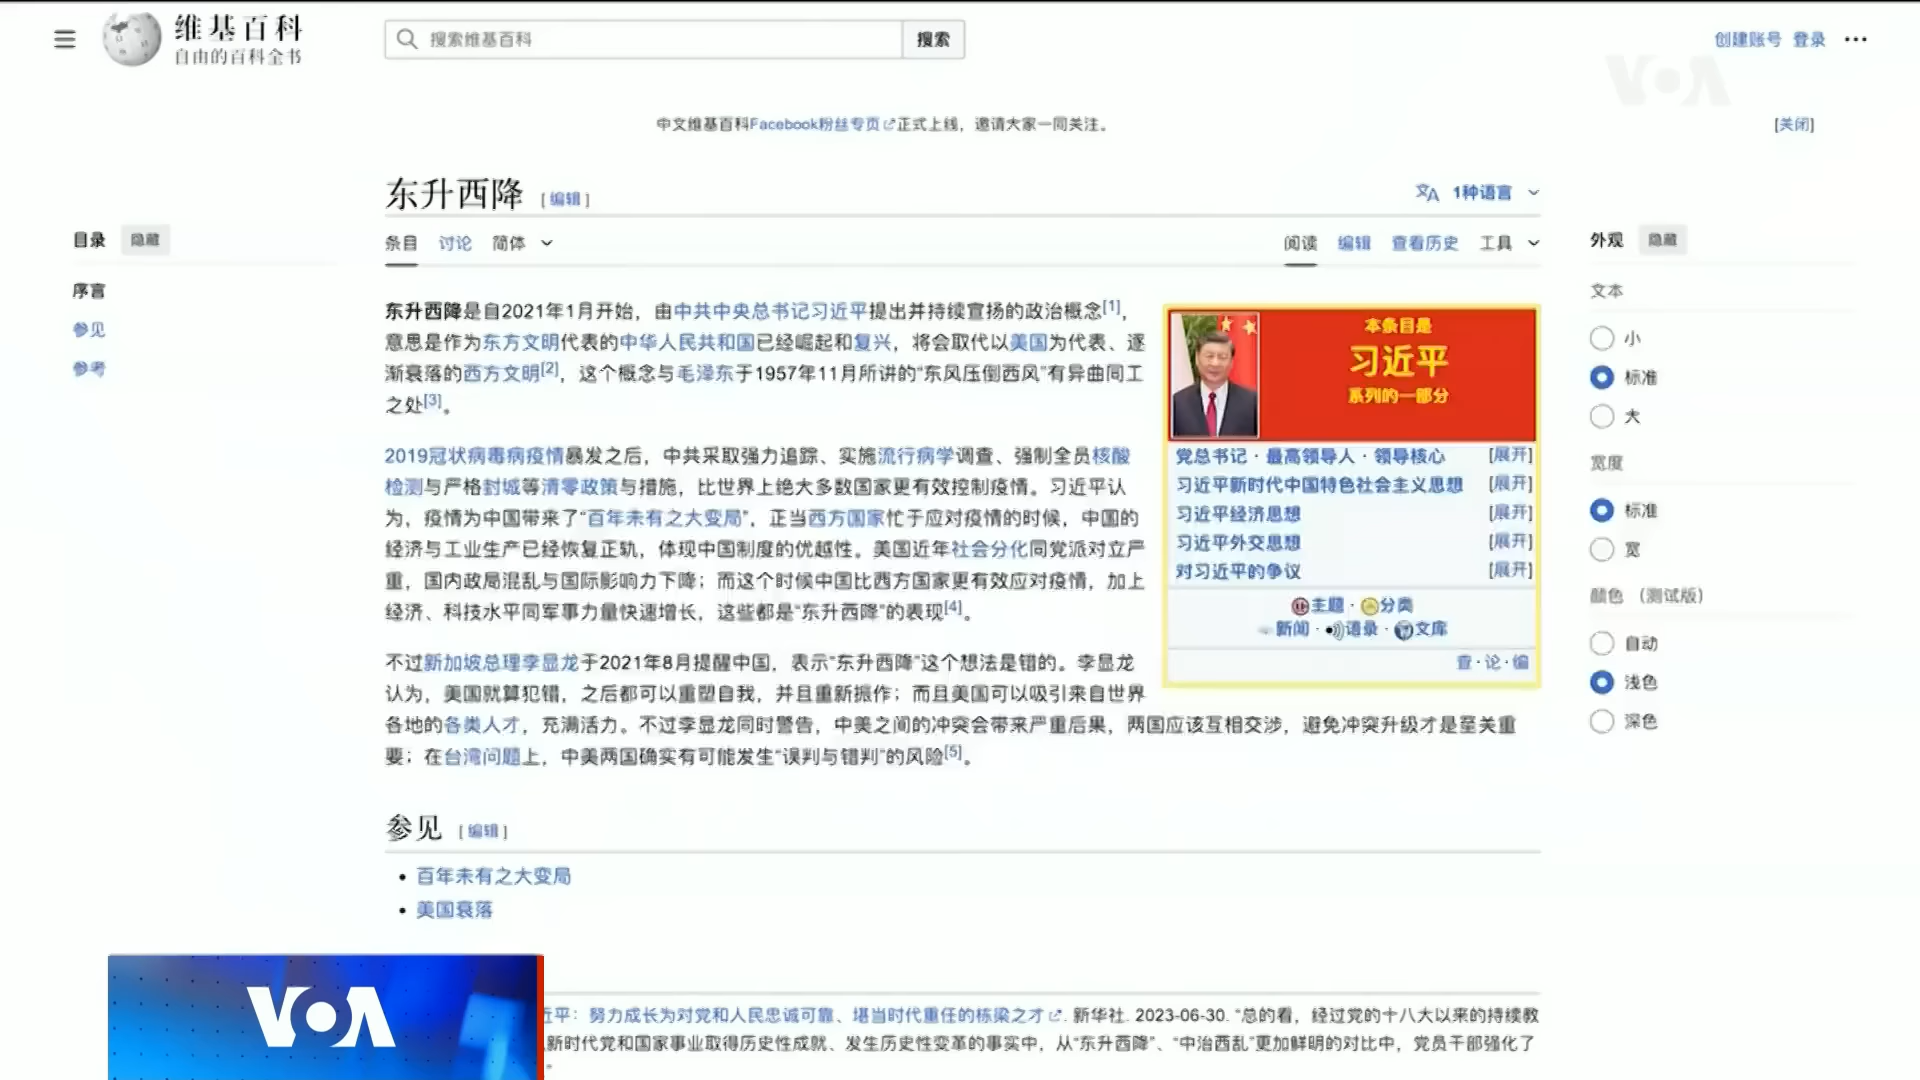 维基百科
自由的百科全书
搜索维基百科
搜索
创建账号 登录
VOA
中文维基百科Facebook粉丝专页正式上线，邀请大家一同关注。
[关闭]
东升西降 [编辑]
1种语言
目录 隐藏
条目 讨论 简体
阅读 编辑 查看历史 工具
外观 隐藏
序言
参见
参考
东升西降是自2021年1月开始，由中共中央总书记习近平提出并持续宣扬的政治概念[1]，
意思是作为东方文明代表的中华人民共和国已经崛起和复兴，将会取代以美国为代表、逐
渐衰落的西方文明[2]，这个概念与毛泽东于1957年11月所讲的“东风压倒西风”有异曲同工
之处[3]。
2019冠状病毒病疫情暴发之后，中共采取强力追踪、实施流行病学调查、强制全员核酸
检测与严格封城等清零政策与措施，比世界上绝大多数国家更有效控制疫情。习近平认
为，疫情为中国带来了“百年未有之大变局”，正当西方国家忙于应对疫情的时候，中国的
经济与工业生产已经恢复正轨，体现中国制度的优越性。美国近年社会分化同党派对立严
重，国内政局混乱与国际影响力下降；而这个时候中国比西方国家更有效应对疫情，加上
经济、科技水平同军事力量快速增长，这些都是“东升西降”的表现[4]。
不过新加坡总理李显龙于2021年8月提醒中国，表示“东升西降”这个想法是错的。李显龙
认为，美国就算犯错，之后都可以重塑自我，并且重新振作；而且美国可以吸引来自世界
各地的各类人才，充满活力。不过李显龙同时警告，中美之间的冲突会带来严重后果，两国应该互相交涉，避免冲突升级才是至关重
要；在台湾问题上，中美两国确实有可能发生“误判与错判”的风险[5]。
本条目是
习近平
系列的一部分
党总书记 · 最高领导人 · 领导核心 [展开]
习近平新时代中国特色社会主义思想 [展开]
习近平经济思想 [展开]
习近平外交思想 [展开]
对习近平的争议 [展开]
主题 · 分类
新闻 · 语录 · 文库
查 · 论 · 编
文本
小
标准
大
宽度
标准
宽
颜色 （测试版）
自动
浅色
深色
参见 [编辑]
百年未有之大变局
美国衰落
近平：努力成长为对党和人民忠诚可靠、堪当时代重任的栋梁之才. 新华社. 2023-06-30. “总的看，经过党的十八大以来的持续教
新时代党和国家事业取得历史性成就、发生历史性变革的事实中，从“东升西降”、“中治西乱”更加鲜明的对比中，党员干部强化了
VOA